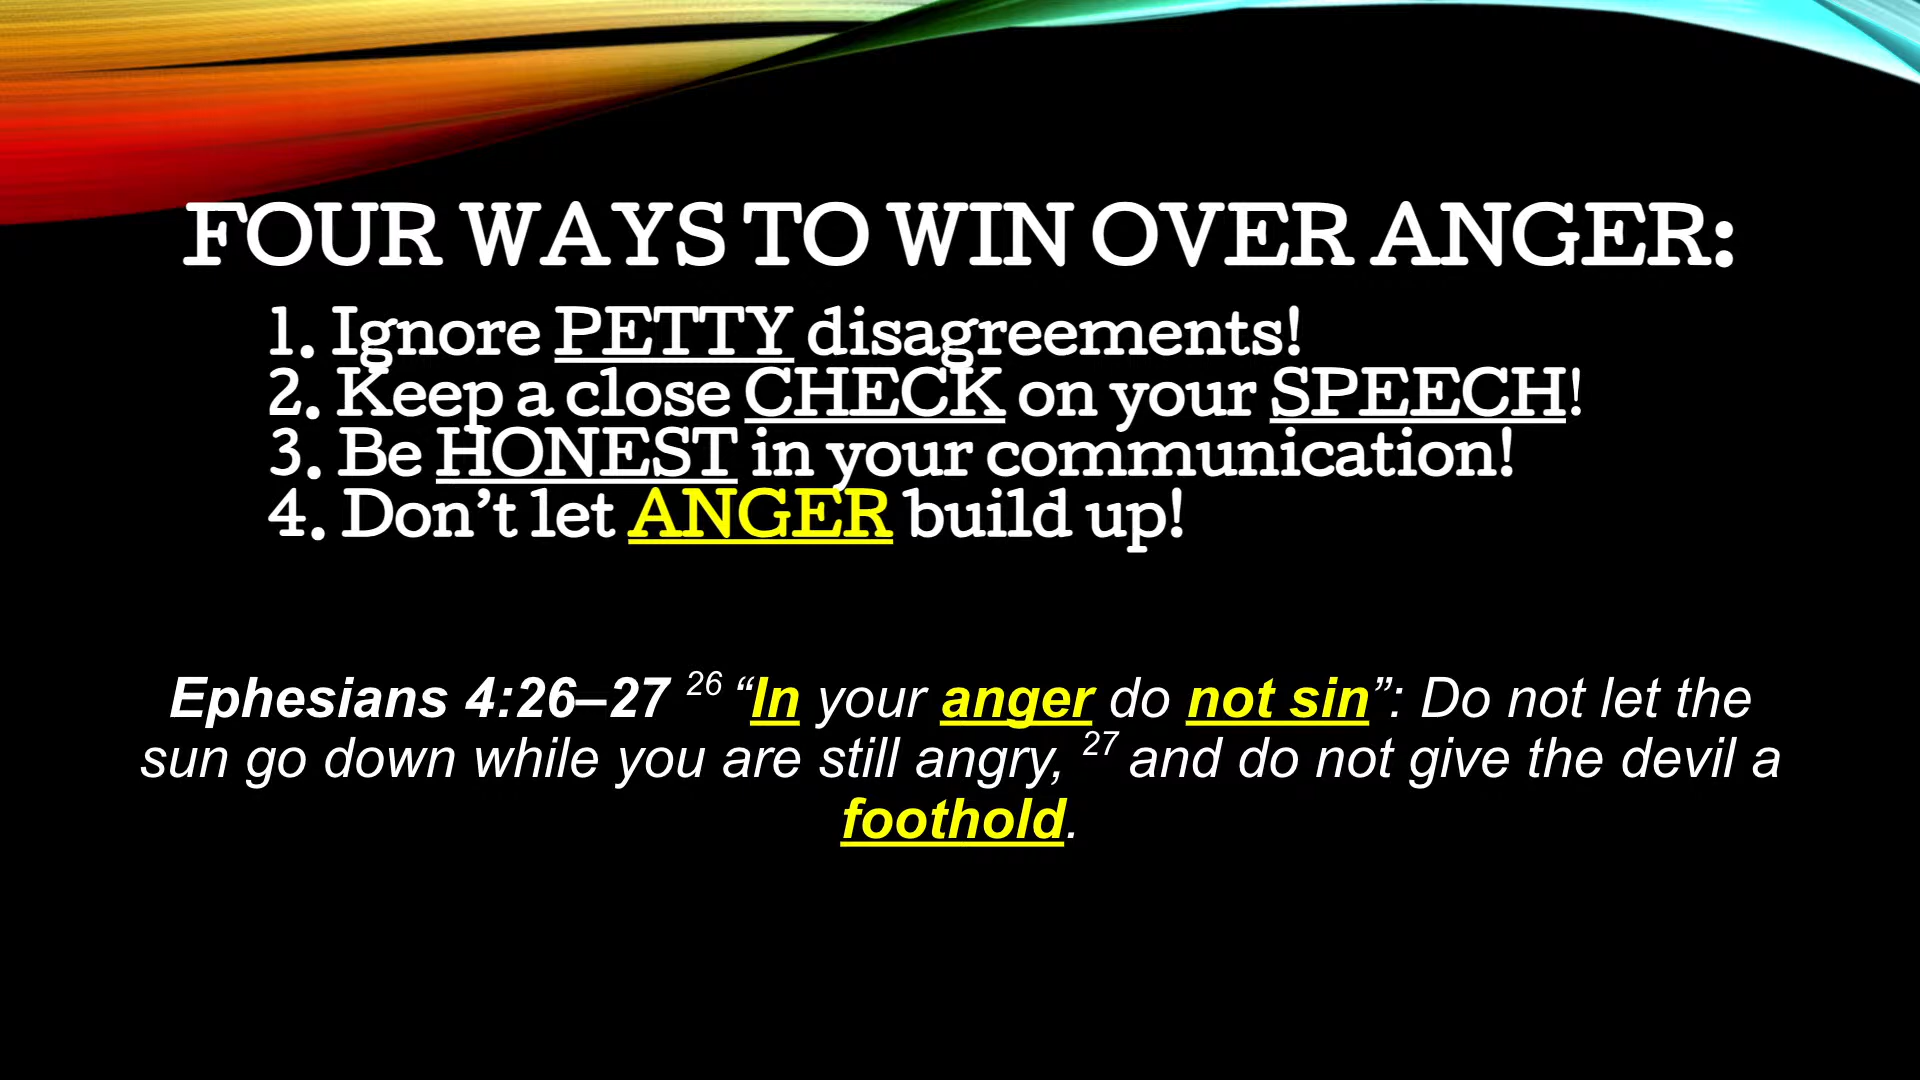 FOUR WAYS TO WIN OVER ANGER:
1. Ignore PETTY disagreements!
2. Keep a close CHECK on your SPEECH!
3. Be HONEST in your communication!
4. Don’t let ANGER build up!
Ephesians 4:26–27 26 “In your anger do not sin”: Do not let the
sun go down while you are still angry, 27 and do not give the devil a
foothold.